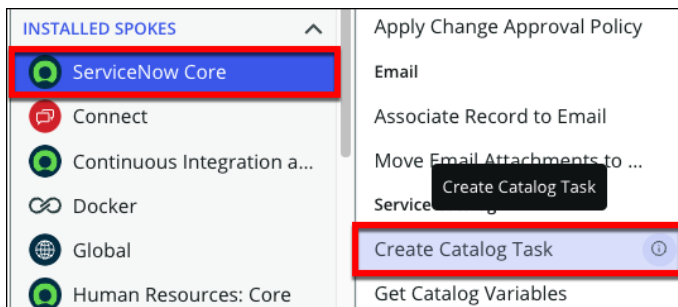 INSTALLED SPOKES
ServiceNow Core
Connect
Continuous Integration a...
Docker
Global
Human Resources: Core
Apply Change Approval Policy
Email
Associate Record to Email
Move Email Attachments to ...
Create Catalog Task
Service
Create Catalog Task
Get Catalog Variables